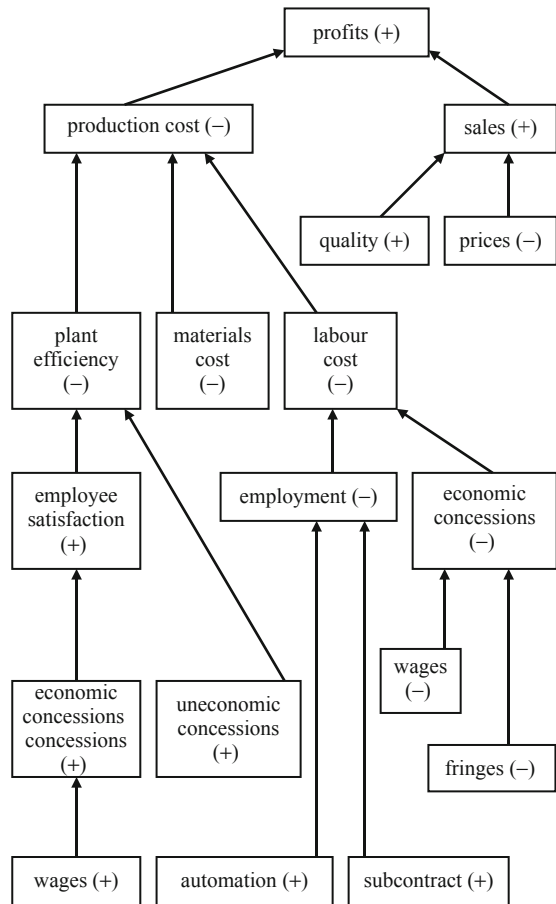 profits (+)
production cost (−)
sales (+)
quality (+)
prices (−)
plant
efficiency
(−)
materials
cost
(−)
labour
cost
(−)
employee
satisfaction
(+)
employment (−)
economic
concessions
(−)
wages
(−)
economic
concessions
concessions
(+)
uneconomic
concessions
(+)
fringes (−)
wages (+)
automation (+)
subcontract (+)